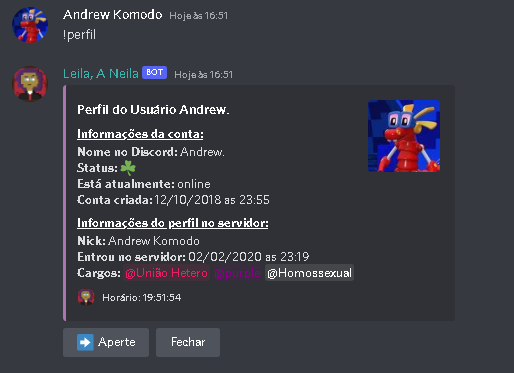 Andrew Komodo Hoje às 16:51
!perfil
Leila, A Neila BOT Hoje às 16:51
Perfil do Usuário Andrew.
Informações da conta:
Nome no Discord: Andrew.
Status: ☘️
Está atualmente: online
Conta criada: 12/10/2018 as 23:55
Informações do perfil no servidor:
Nick: Andrew Komodo
Entrou no servidor: 02/02/2020 as 23:19
Cargos: @União Hetero @Homossexual
Horário: 19:51:54
➡️ Aperte Fechar